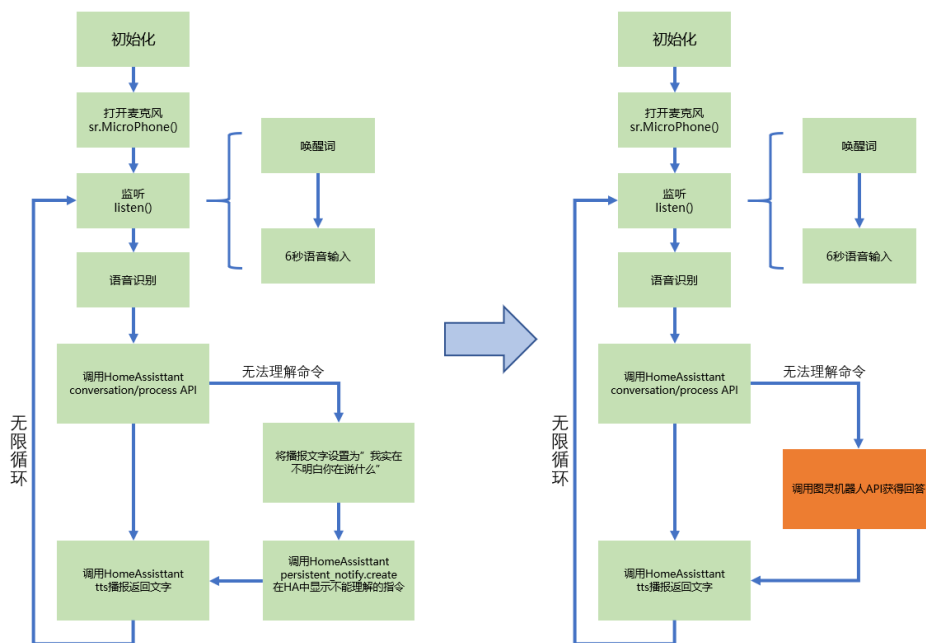 初始化
打开麦克风
sr.MicroPhone()
唤醒词
监听
listen()
6秒语音输入
语音识别
调用HomeAssisttant
conversation/process API
无法理解命令
无限循环
将播报文字设置为”我实在
不明白你在说什么”
调用HomeAssisttant
persistent_notify.create
在HA中显示不能理解的指令
调用HomeAssisttant
tts播报返回文字
初始化
打开麦克风
sr.MicroPhone()
唤醒词
监听
listen()
6秒语音输入
语音识别
调用HomeAssisttant
conversation/process API
无法理解命令
无限循环
调用图灵机器人API获得回答
调用HomeAssisttant
tts播报返回文字